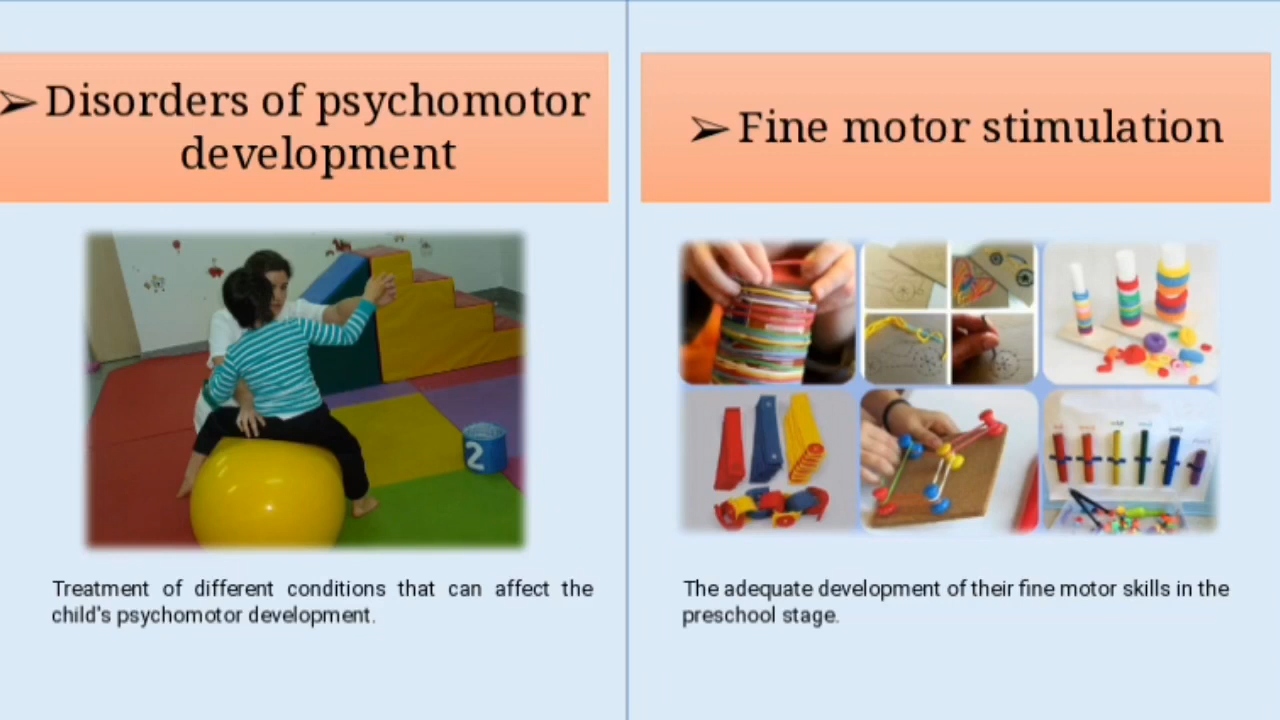 ➢ Disorders of psychomotor
development
Treatment of different conditions that can affect the
child's psychomotor development.
➢ Fine motor stimulation
The adequate development of their fine motor skills in the
preschool stage.
2